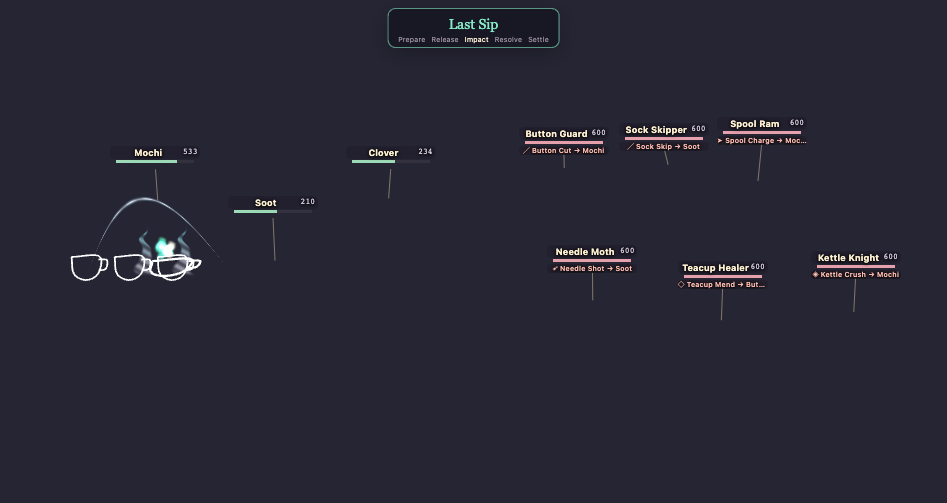 Last Sip
Prepare Release Impact Resolve Settle
Mochi 533
Soot 210
Clover 234
Button Guard 600
Button Cut → Mochi
Sock Skipper 600
Sock Skip → Soot
Spool Ram 600
Spool Charge → Moc...
Needle Moth 600
Needle Shot → Soot
Teacup Healer 600
Teacup Mend → But...
Kettle Knight 600
Kettle Crush → Mochi